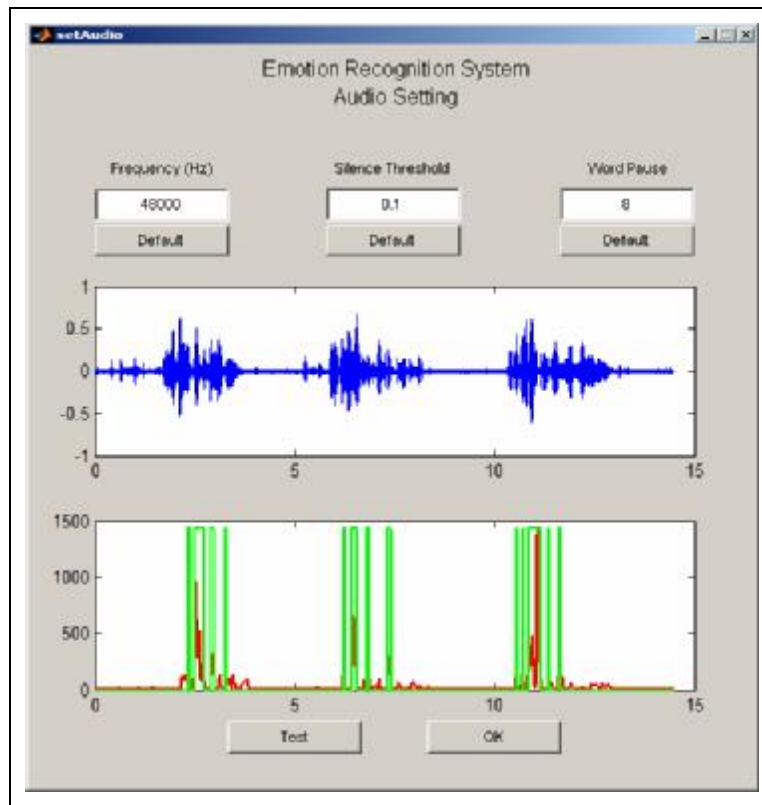 setAudio
Emotion Recognition System
Audio Setting
Frequency (Hz) Silence Threshold Word Pause
48000 0.1 8
Default Default Default
1
0.5
0
-0.5
-1
0 5 10 15
1500
1000
500
0
0 5 10 15
Test OK